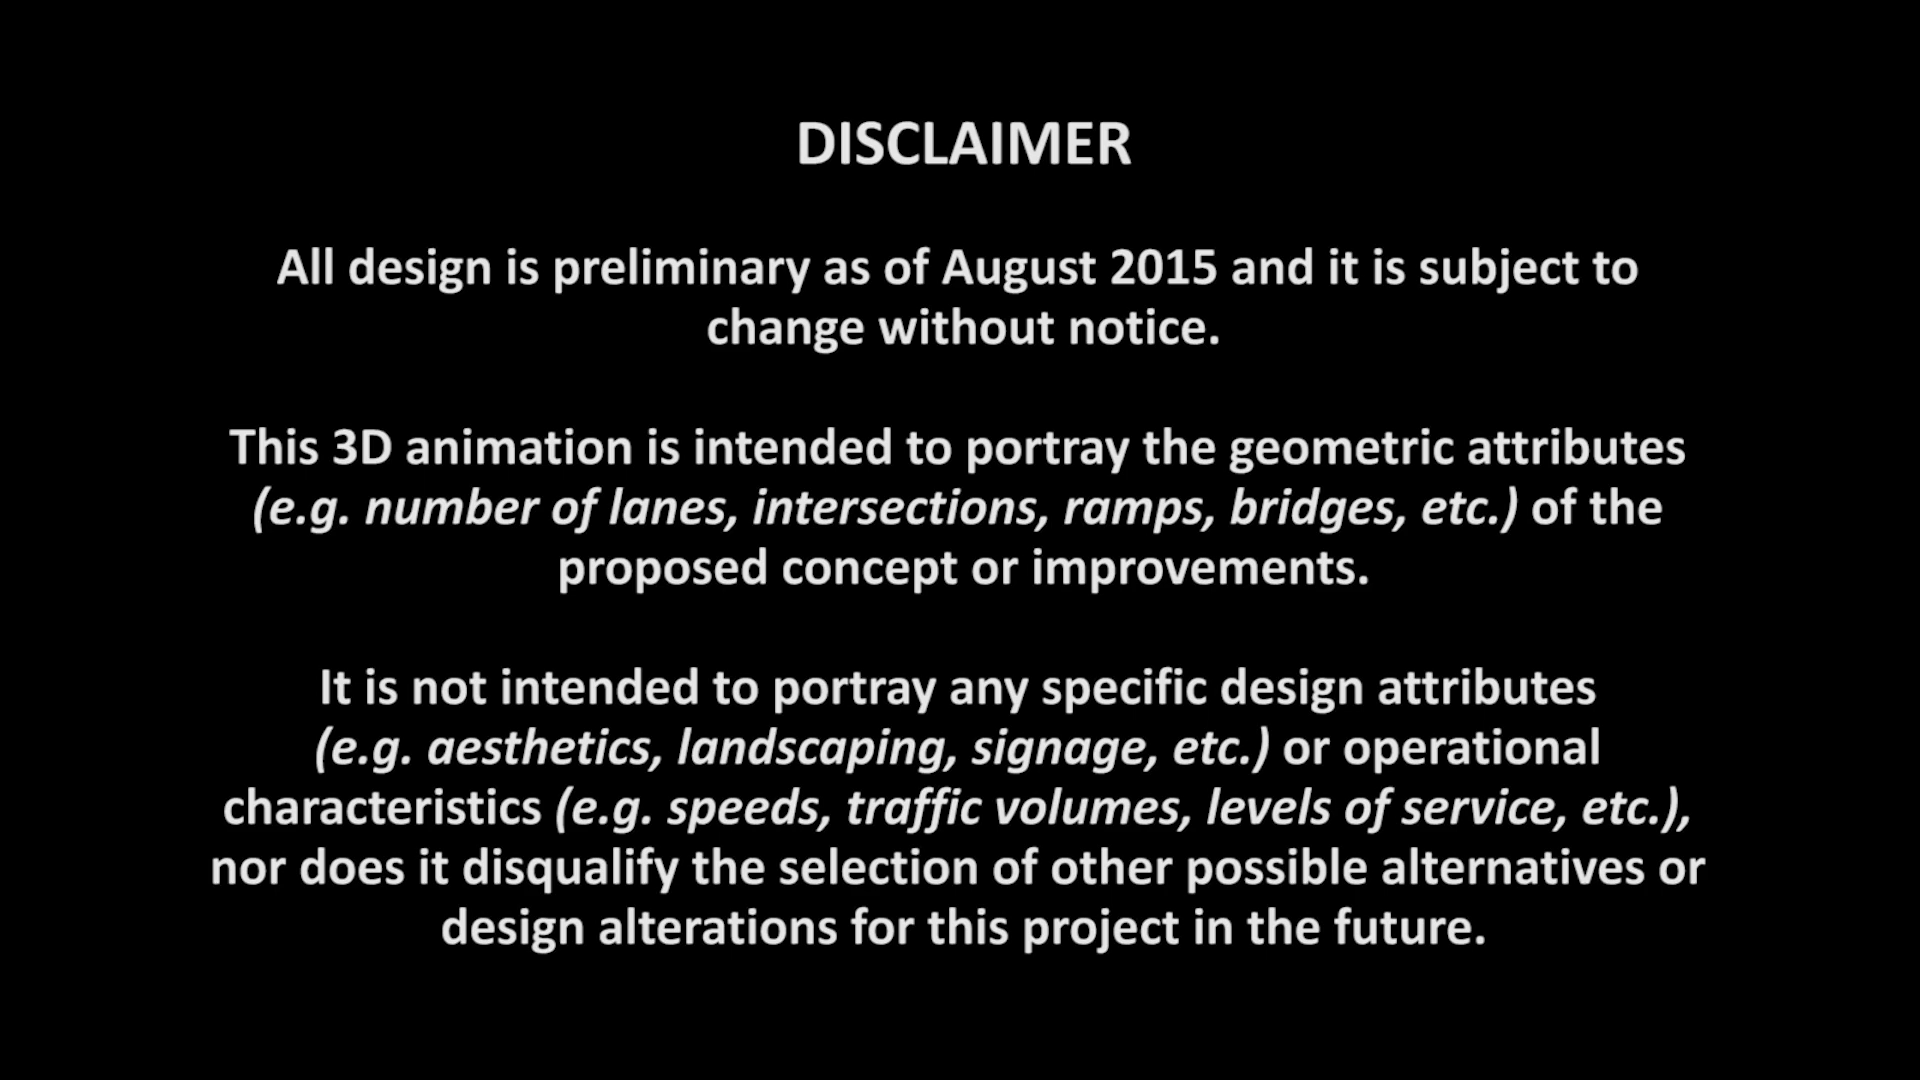 DISCLAIMER
All design is preliminary as of August 2015 and it is subject to
change without notice.
This 3D animation is intended to portray the geometric attributes
(e.g. number of lanes, intersections, ramps, bridges, etc.) of the
proposed concept or improvements.
It is not intended to portray any specific design attributes
(e.g. aesthetics, landscaping, signage, etc.) or operational
characteristics (e.g. speeds, traffic volumes, levels of service, etc.),
nor does it disqualify the selection of other possible alternatives or
design alterations for this project in the future.